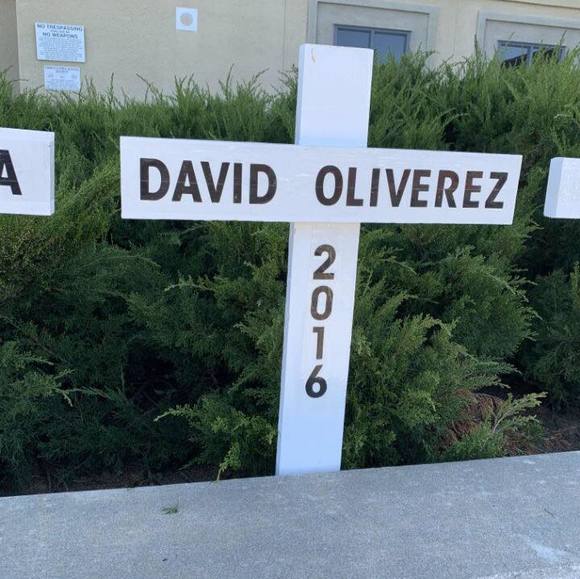 NO TRESPASSING
NO WEAPONS
A
DAVID OLIVEREZ
2016